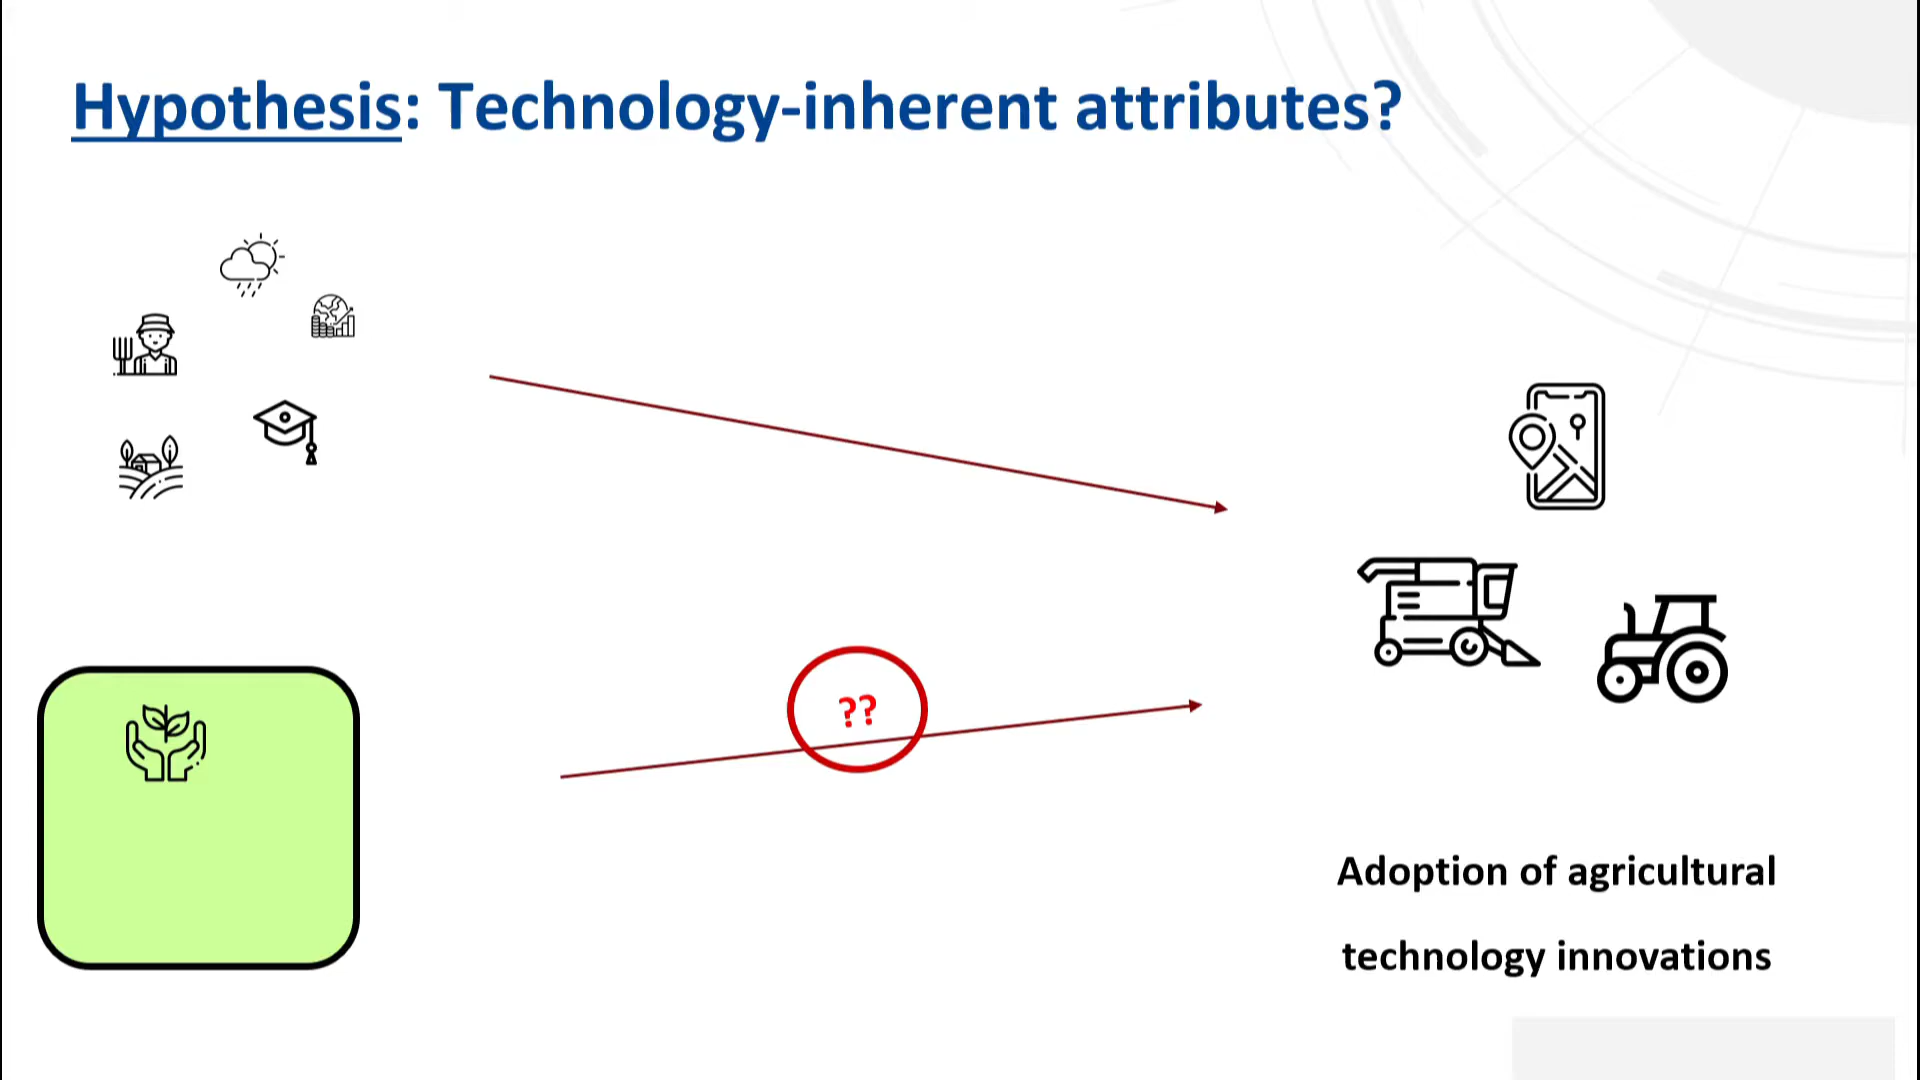 Hypothesis: Technology-inherent attributes?
??
Adoption of agricultural
technology innovations